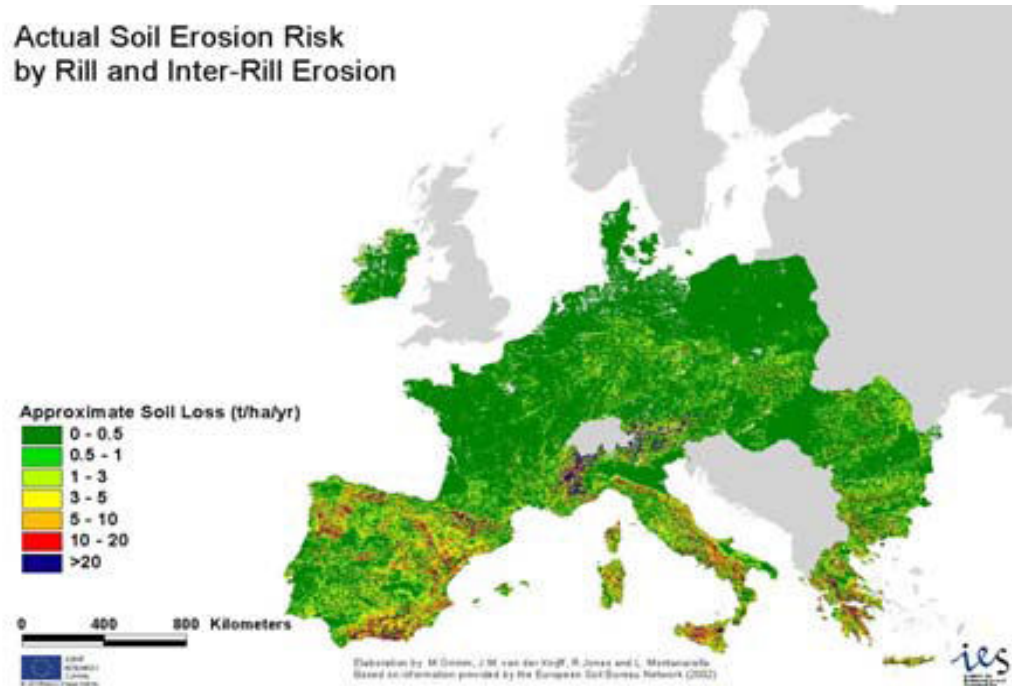 Actual Soil Erosion Risk
by Rill and Inter-Rill Erosion
Approximate Soil Loss (t/ha/yr)
0 - 0.5
0.5 - 1
1 - 3
3 - 5
5 - 10
10 - 20
>20
0 400 800 Kilometers
Elaboration by M. Grimm, J.M. van der Knijff, R. Jones and L. Montanarella
Based on information provided by the European Soil Bureau Network (2002)
ies